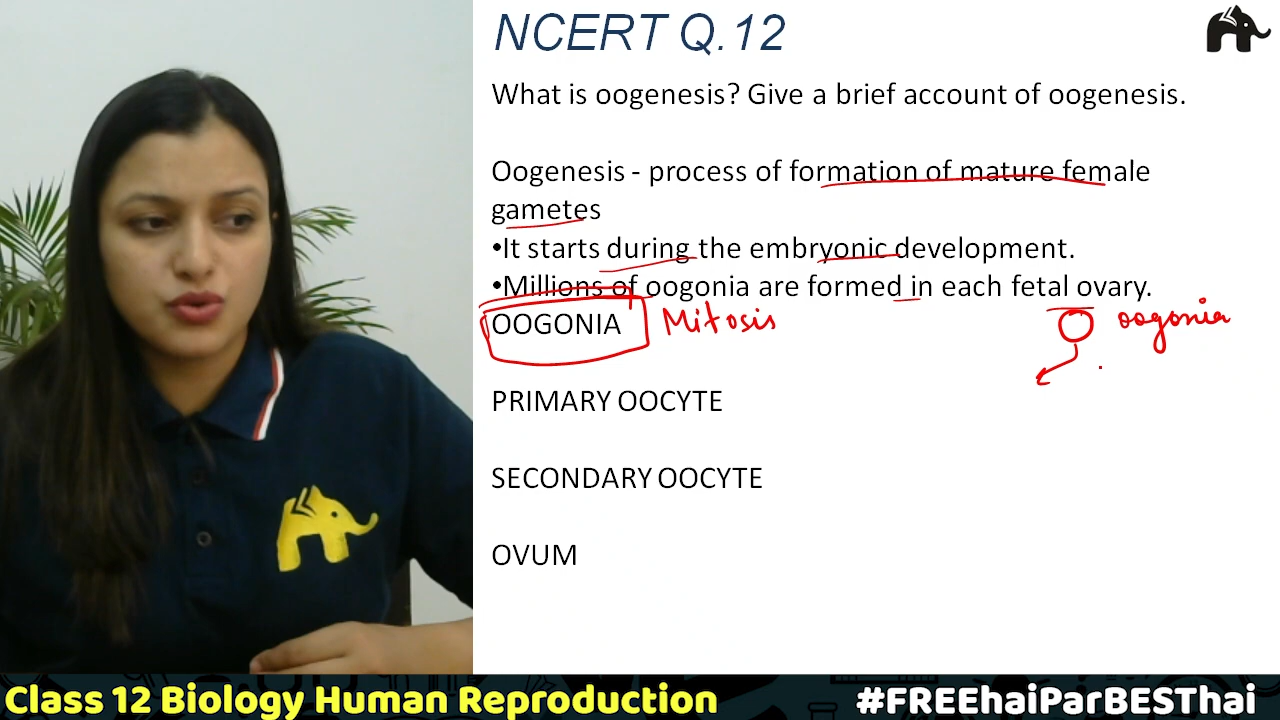 NCERT Q.12
What is oogenesis? Give a brief account of oogenesis.
Oogenesis - process of formation of mature female
gametes
•It starts during the embryonic development.
•Millions of oogonia are formed in each fetal ovary.
OOGONIA Mitosis oogonia
PRIMARY OOCYTE
SECONDARY OOCYTE
OVUM
Class 12 Biology Human Reproduction #FREEhaiParBESThai